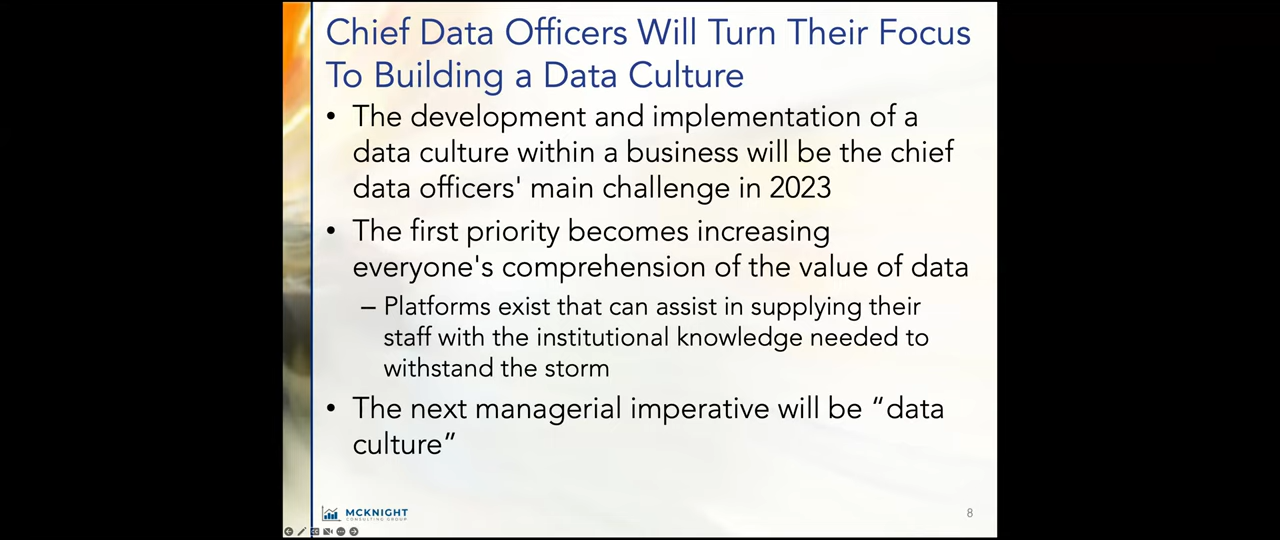 Chief Data Officers Will Turn Their Focus
To Building a Data Culture
• The development and implementation of a
data culture within a business will be the chief
data officers' main challenge in 2023
• The first priority becomes increasing
everyone's comprehension of the value of data
– Platforms exist that can assist in supplying their
staff with the institutional knowledge needed to
withstand the storm
• The next managerial imperative will be “data
culture”
MCKNIGHT
CONSULTING GROUP
8